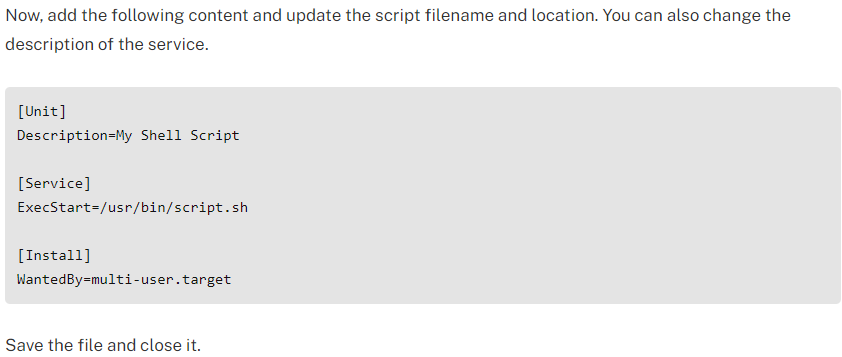 Now, add the following content and update the script filename and location. You can also change the
description of the service.
[Unit]
Description=My Shell Script
[Service]
ExecStart=/usr/bin/script.sh
[Install]
WantedBy=multi-user.target
Save the file and close it.